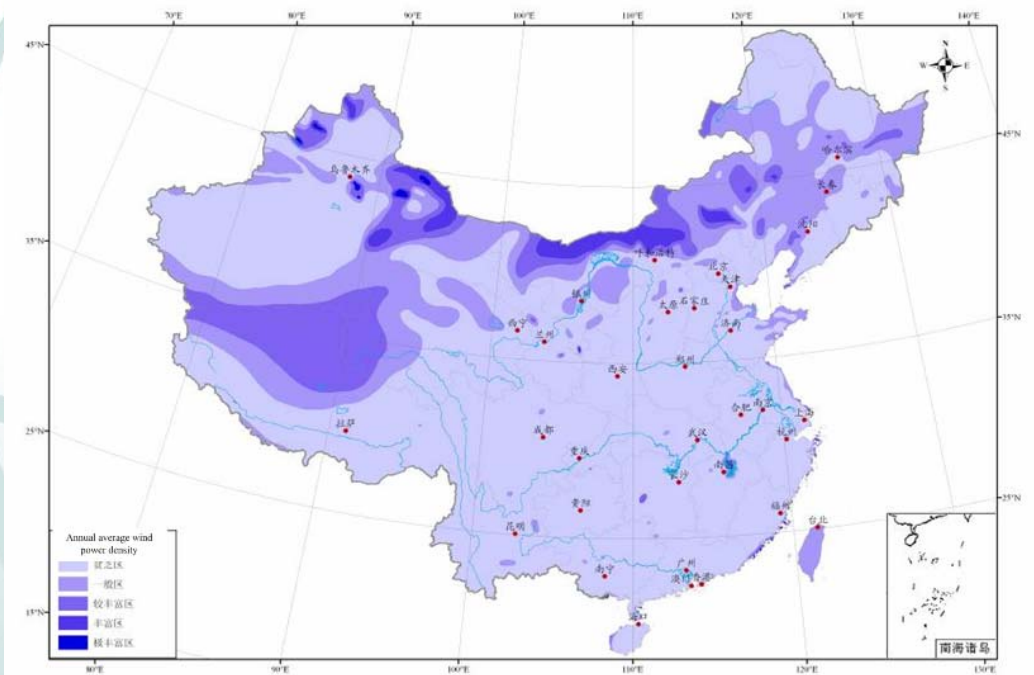 70°E
80°E
90°E
100°E
110°E
120°E
130°E
140°E
45°N
45°N
35°N
35°N
25°N
25°N
15°N
N
W
E
S
乌鲁木齐
哈尔滨
长春
沈阳
呼和浩特
北京
天津
银川
太原
石家庄
西宁
兰州
济南
西安
郑州
拉萨
成都
重庆
武汉
合肥
南京
上海
杭州
南昌
长沙
贵阳
昆明
福州
台北
南宁
广州
澳门
香港
海口
Annual average wind
power density
贫乏区
一般区
较丰富区
丰富区
极丰富区
南海诸岛
80°E
90°E
100°E
110°E
120°E
130°E